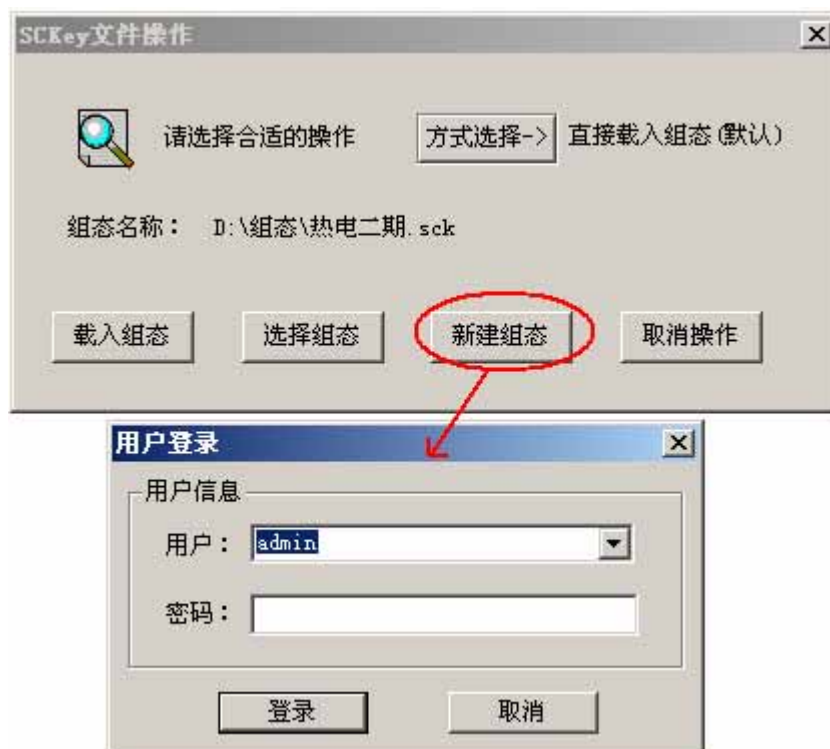 SCKey文件操作
请选择合适的操作 方式选择-> 直接载入组态(默认)
组态名称： D:\组态\热电二期.sck
载入组态 选择组态 新建组态 取消操作
用户登录
用户信息
用户： admin
密码：
登录 取消